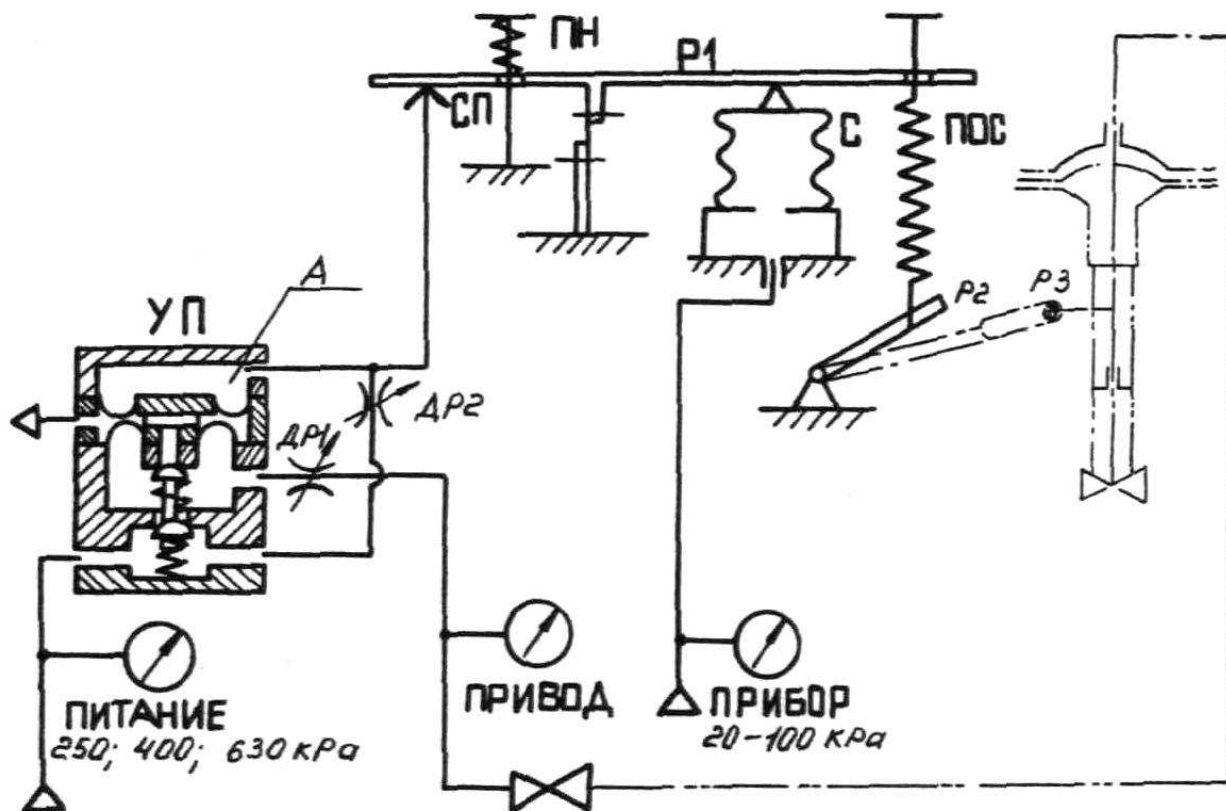 ПН
Р1
СП
С
ПОС
А
УП
Р2
Р3
ДР2
ДР1
ПИТАНИЕ
250; 400; 630 кРа
ПРИВОД
ПРИБОР
20-100 кРа